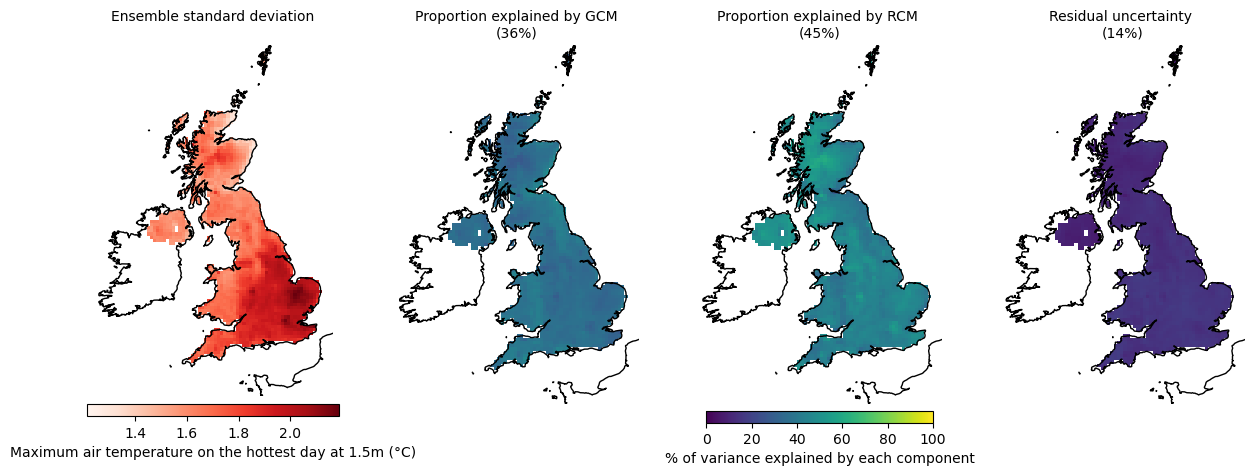 Ensemble standard deviation
Proportion explained by GCM
(36%)
Proportion explained by RCM
(45%)
Residual uncertainty
(14%)
1.4 1.6 1.8 2.0
Maximum air temperature on the hottest day at 1.5m (°C)
0 20 40 60 80 100
% of variance explained by each component